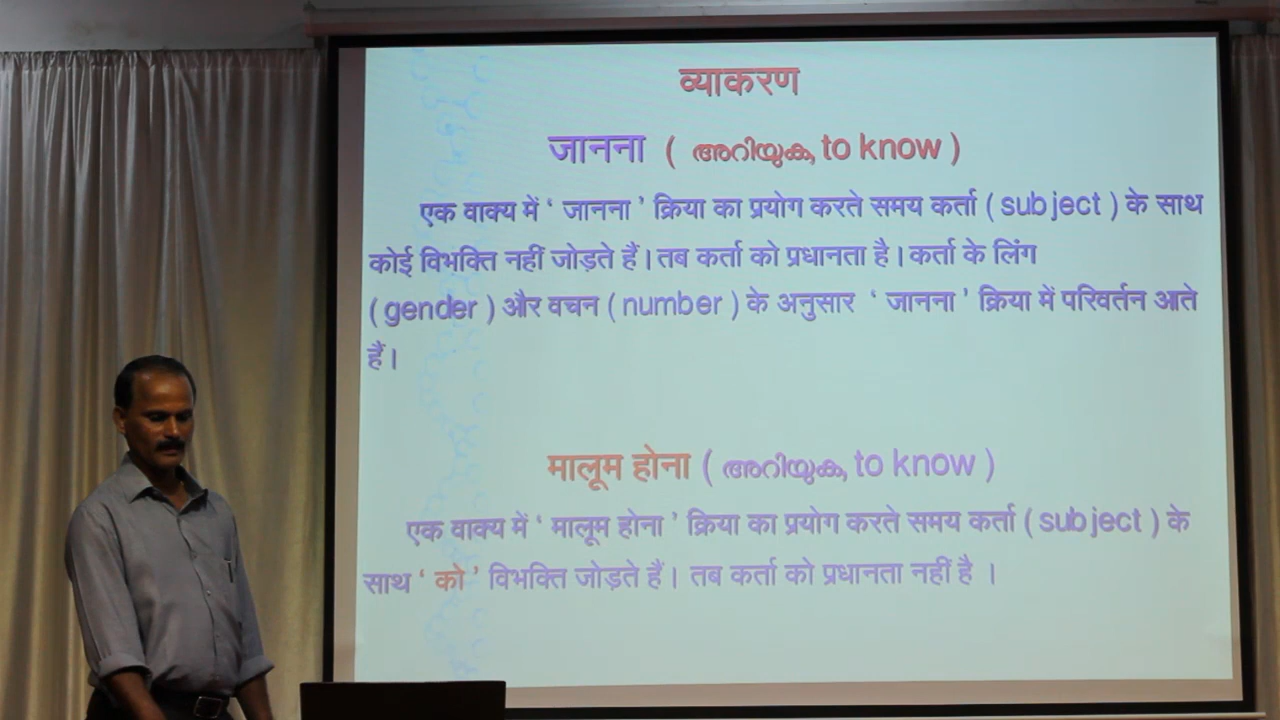 व्याकरण
जानना ( അറിയുക, to know )
एक वाक्य में ‘ जानना ’ क्रिया का प्रयोग करते समय कर्ता ( subject ) के साथ
कोई विभक्ति नहीं जोड़ते हैं । तब कर्ता को प्रधानता है । कर्ता के लिंग
( gender ) और वचन ( number ) के अनुसार ‘ जानना ’ क्रिया में परिवर्तन आते
हैं ।
मालूम होना ( അറിയുക, to know )
एक वाक्य में ‘ मालूम होना ’ क्रिया का प्रयोग करते समय कर्ता ( subject ) के
साथ ‘ को ’ विभक्ति जोड़ते हैं । तब कर्ता को प्रधानता नहीं है ।